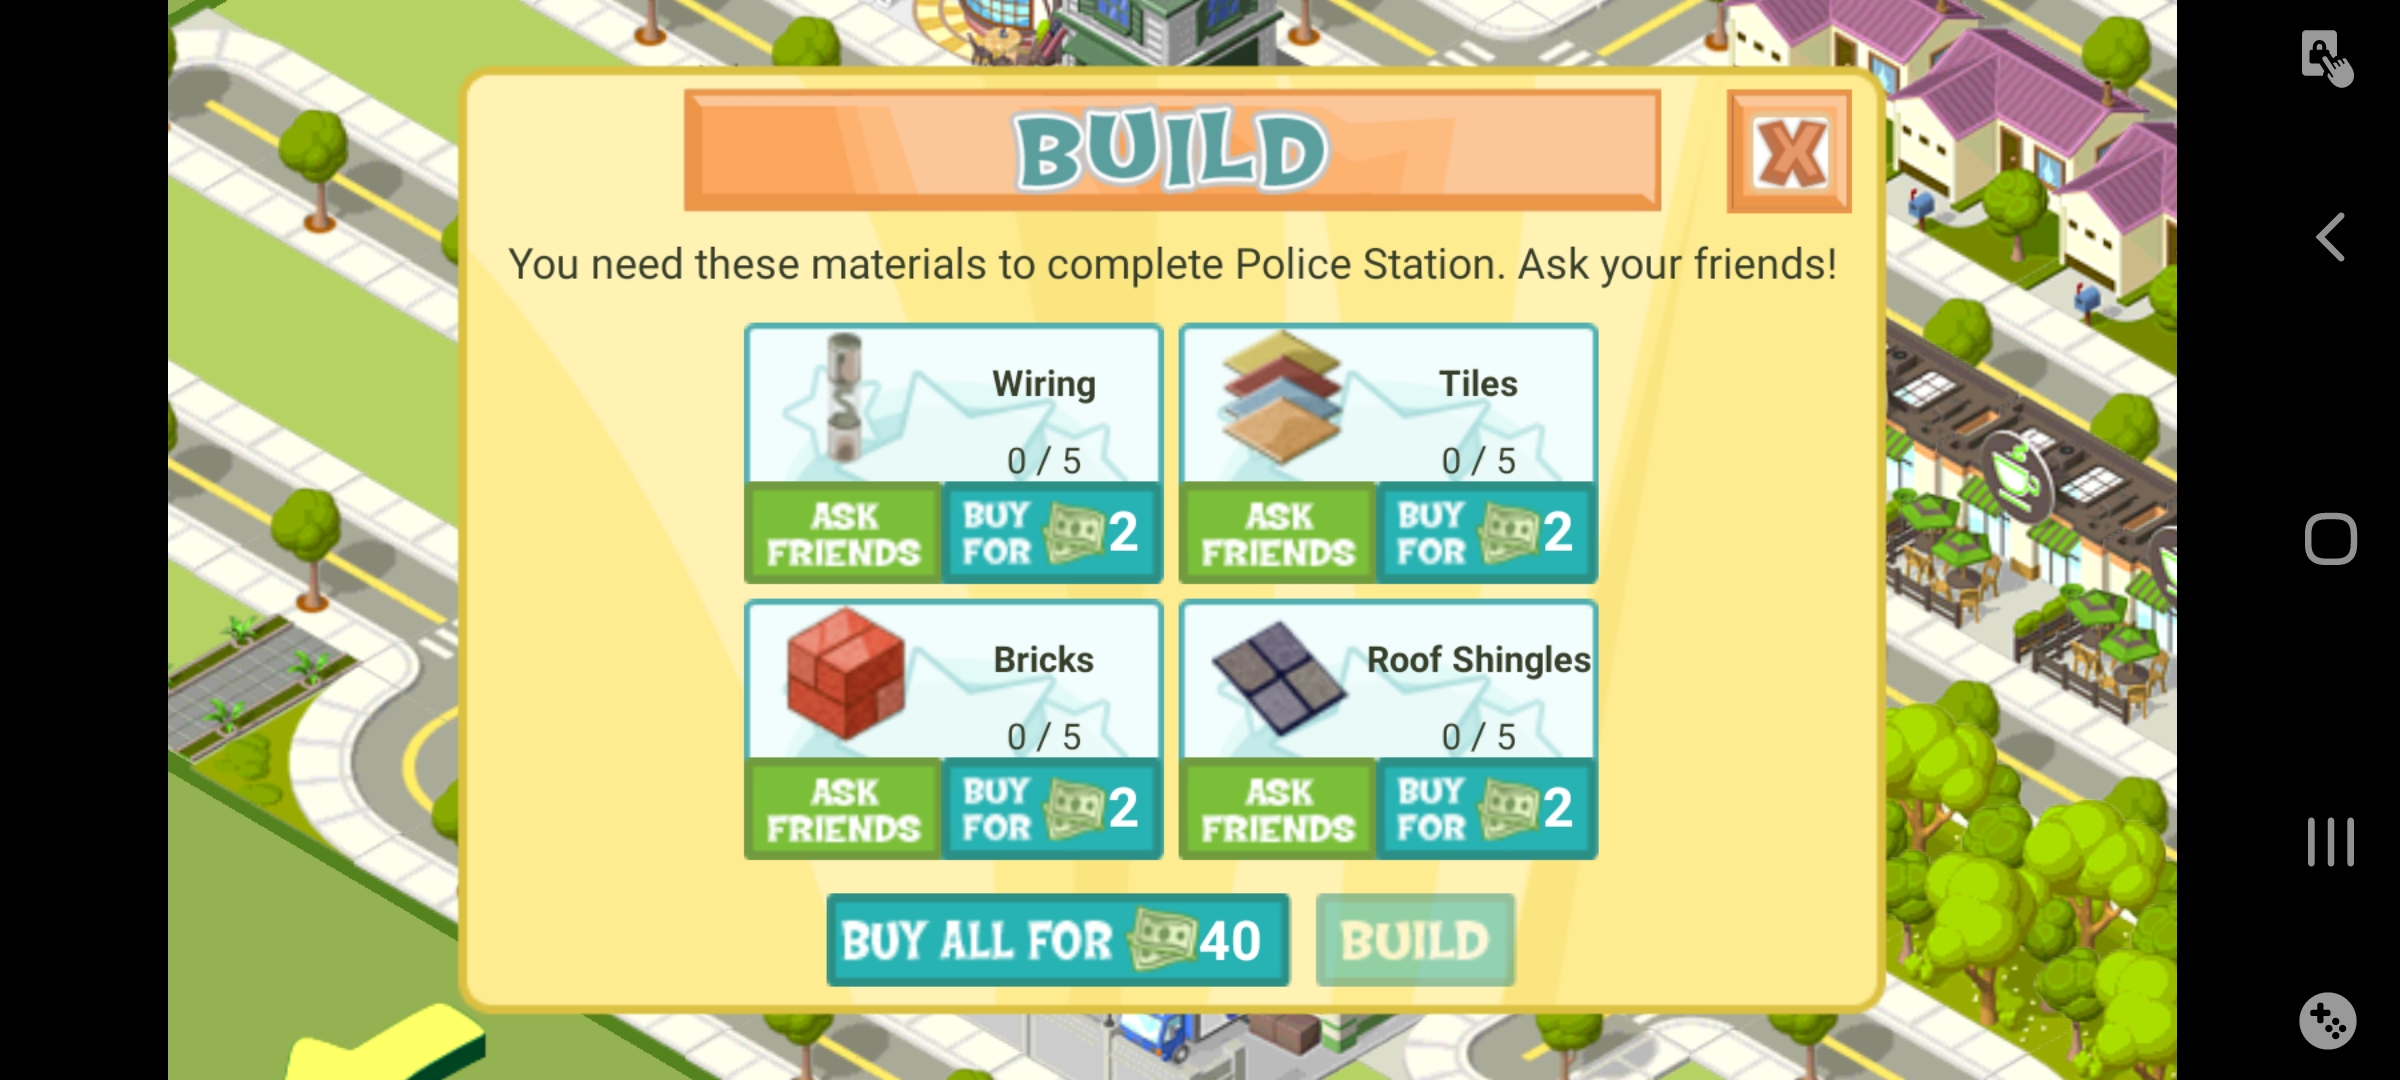 BUILD
X
You need these materials to complete Police Station. Ask your friends!
Wiring
0 / 5
ASK FRIENDS
BUY FOR 2
Tiles
0 / 5
ASK FRIENDS
BUY FOR 2
Bricks
0 / 5
ASK FRIENDS
BUY FOR 2
Roof Shingles
0 / 5
ASK FRIENDS
BUY FOR 2
BUY ALL FOR 40
BUILD